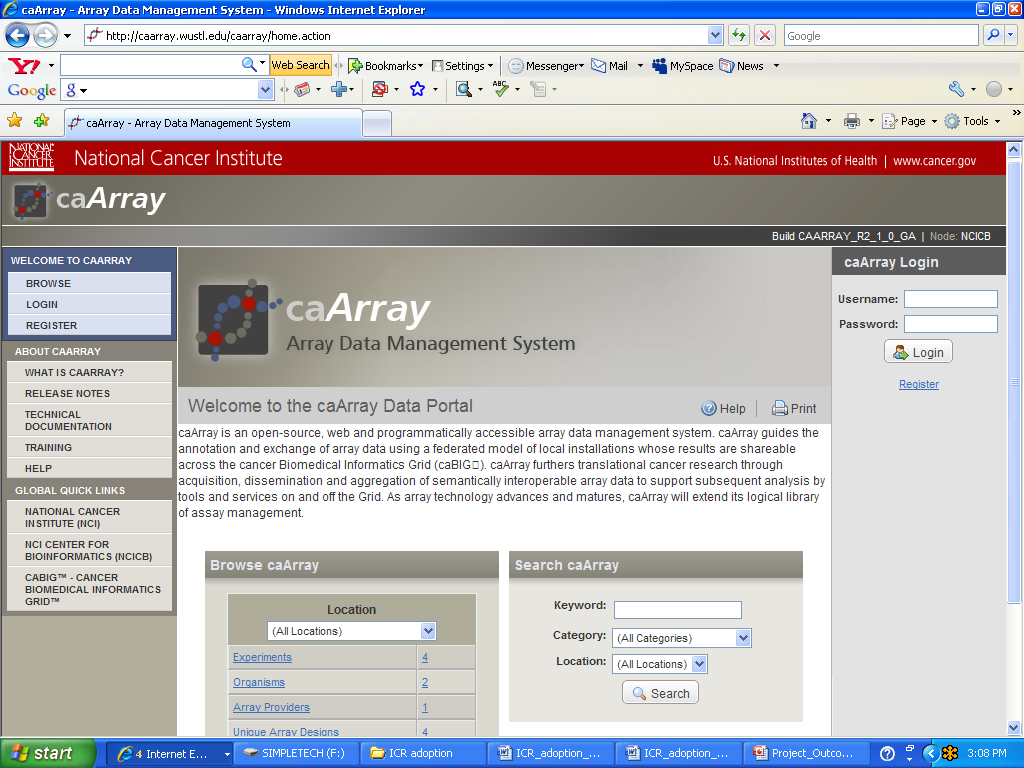 caArray - Array Data Management System - Windows Internet Explorer
http://caarray.wustl.edu/caarray/home.action
Google
Y!
Web Search
Bookmarks
Settings
Messenger
Mail
MySpace
News
Google
caArray - Array Data Management System
Page
Tools
NATIONAL CANCER INSTITUTE
National Cancer Institute
U.S. National Institutes of Health | www.cancer.gov
caArray
Build CAARRAY_R2_1_0_GA | Node: NCICB
WELCOME TO CAARRAY
BROWSE
LOGIN
REGISTER
ABOUT CAARRAY
WHAT IS CAARRAY?
RELEASE NOTES
TECHNICAL
DOCUMENTATION
TRAINING
HELP
GLOBAL QUICK LINKS
NATIONAL CANCER
INSTITUTE (NCI)
NCI CENTER FOR
BIOINFORMATICS (NCICB)
CABIG™ - CANCER
BIOMEDICAL INFORMATICS
GRID™
caArray
Array Data Management System
Welcome to the caArray Data Portal
Help
Print
caArray is an open-source, web and programmatically accessible array data management system. caArray guides the
annotation and exchange of array data using a federated model of local installations whose results are shareable
across the cancer Biomedical Informatics Grid (caBIG▯). caArray furthers translational cancer research through
acquisition, dissemination and aggregation of semantically interoperable array data to support subsequent analysis by
tools and services on and off the Grid. As array technology advances and matures, caArray will extend its logical library
of assay management.
Browse caArray
Location
(All Locations)
Experiments 4
Organisms 2
Array Providers 1
Unique Array Designs 4
Search caArray
Keyword:
Category: (All Categories)
Location: (All Locations)
Search
caArray Login
Username:
Password:
Login
Register
start
4 Internet E...
SIMPLETECH (F:)
ICR adoption
ICR_adoption_...
ICR_adoption_...
Project_Outco...
3:08 PM